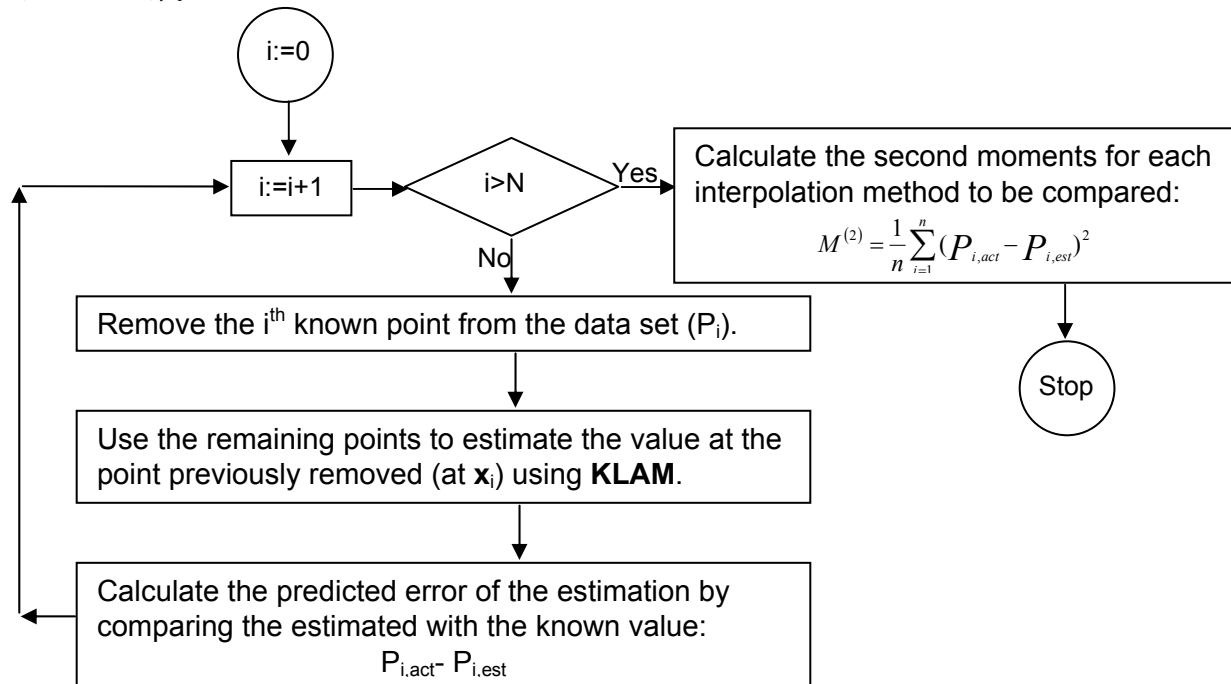 i:=0
i:=i+1
i>N
Yes
No
Calculate the second moments for each
interpolation method to be compared:
M^{(2)} = \frac{1}{n} \sum_{i=1}^{n} (P_{i,act} - P_{i,est})^2
Stop
Remove the i^{th} known point from the data set (P_i).
Use the remaining points to estimate the value at the
point previously removed (at x_i) using KLAM.
Calculate the predicted error of the estimation by
comparing the estimated with the known value:
P_{i,act}- P_{i,est}